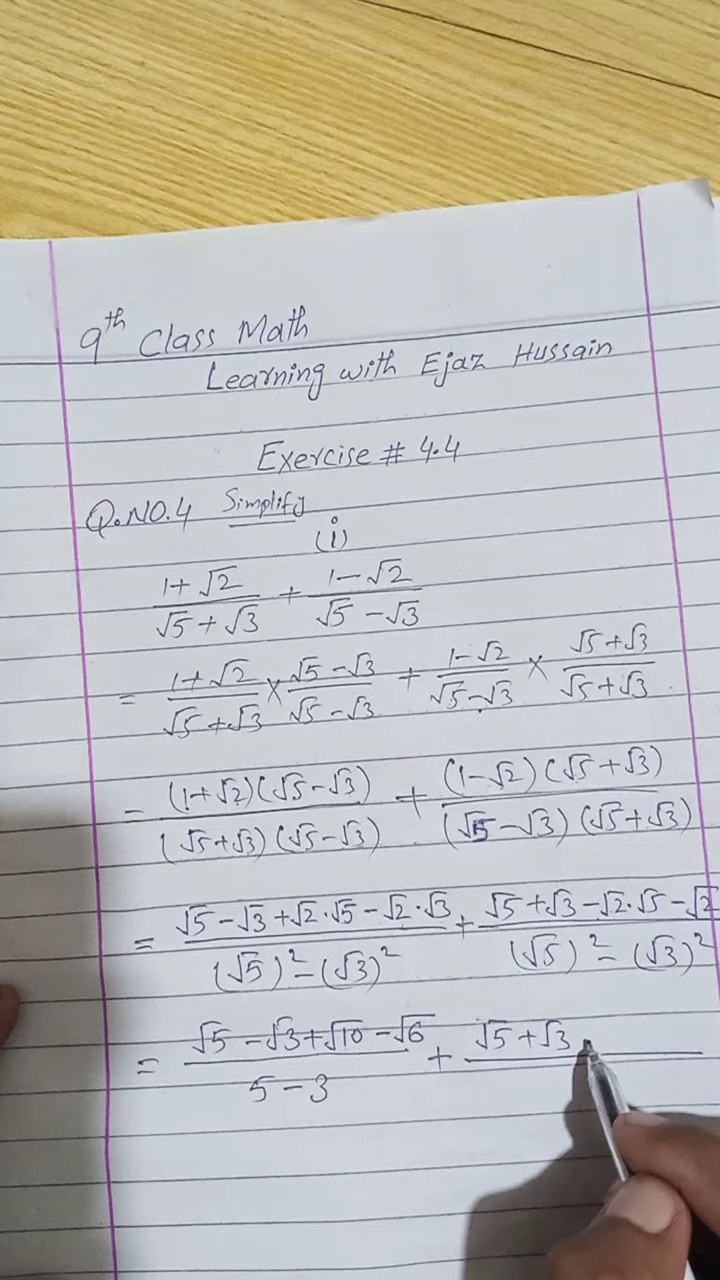 9th Class Math
Learning with Ejaz Hussain
Exercise # 4.4
Q.NO.4 Simplify
(i)
(1+√2)/(√5+√3) + (1-√2)/(√5-√3)
= (1+√2)/(√5+√3) × (√5-√3)/(√5-√3) + (1-√2)/(√5-√3) × (√5+√3)/(√5+√3)
= (1+√2)(√5-√3)/(√5+√3)(√5-√3) + (1-√2)(√5+√3)/(√5-√3)(√5+√3)
= (√5-√3+√2·√5-√2·√3)/((√5)²-(√3)²) + (√5+√3-√2·√5-√2)/((√5)²-(√3)²)
= (√5-√3+√10-√6)/(5-3) + √5+√3